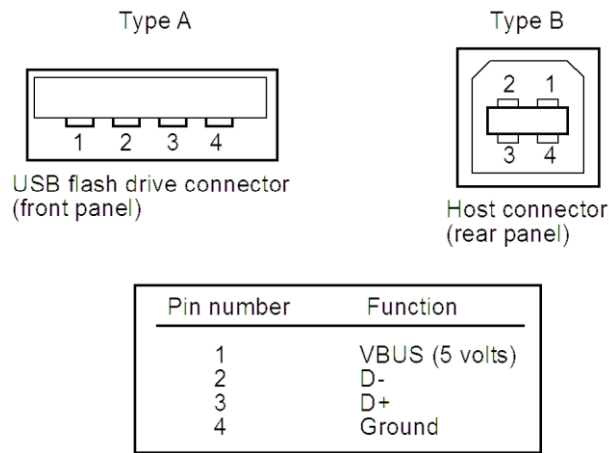 Type A
Type B
1 2 3 4
2 1
3 4
USB flash drive connector
(front panel)
Host connector
(rear panel)
Pin number Function
1 VBUS (5 volts)
2 D-
3 D+
4 Ground